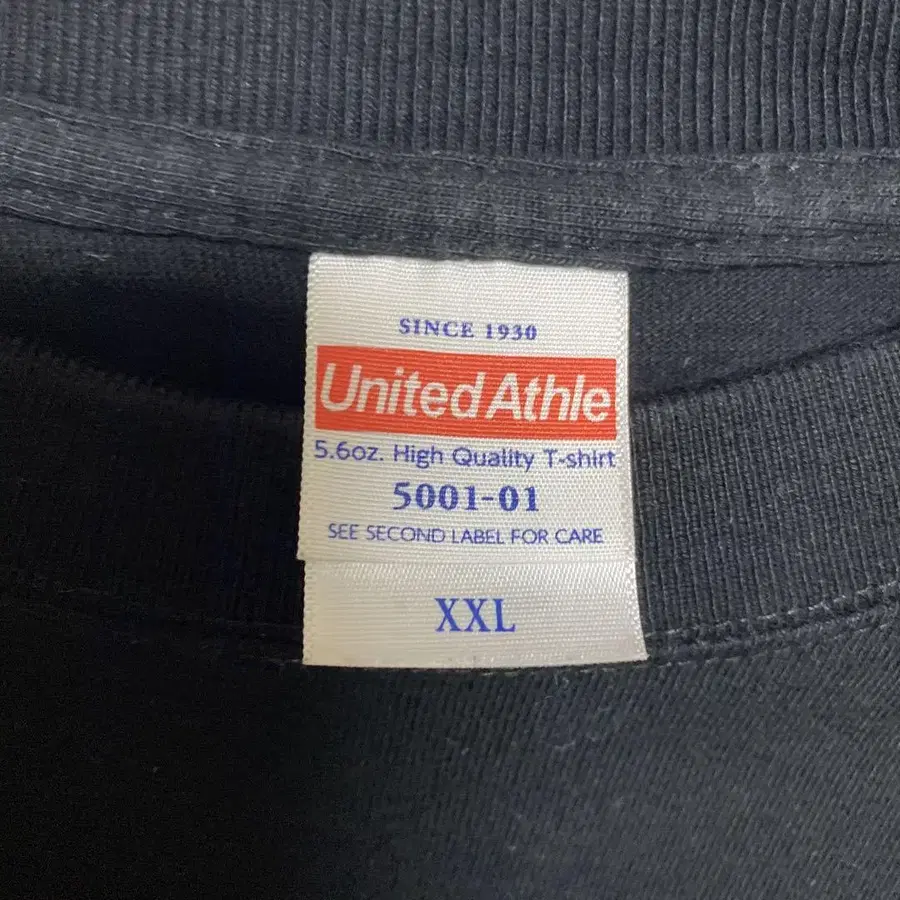 SINCE 1930
United Athle
5.6oz. High Quality T-shirt
5001-01
SEE SECOND LABEL FOR CARE
XXL